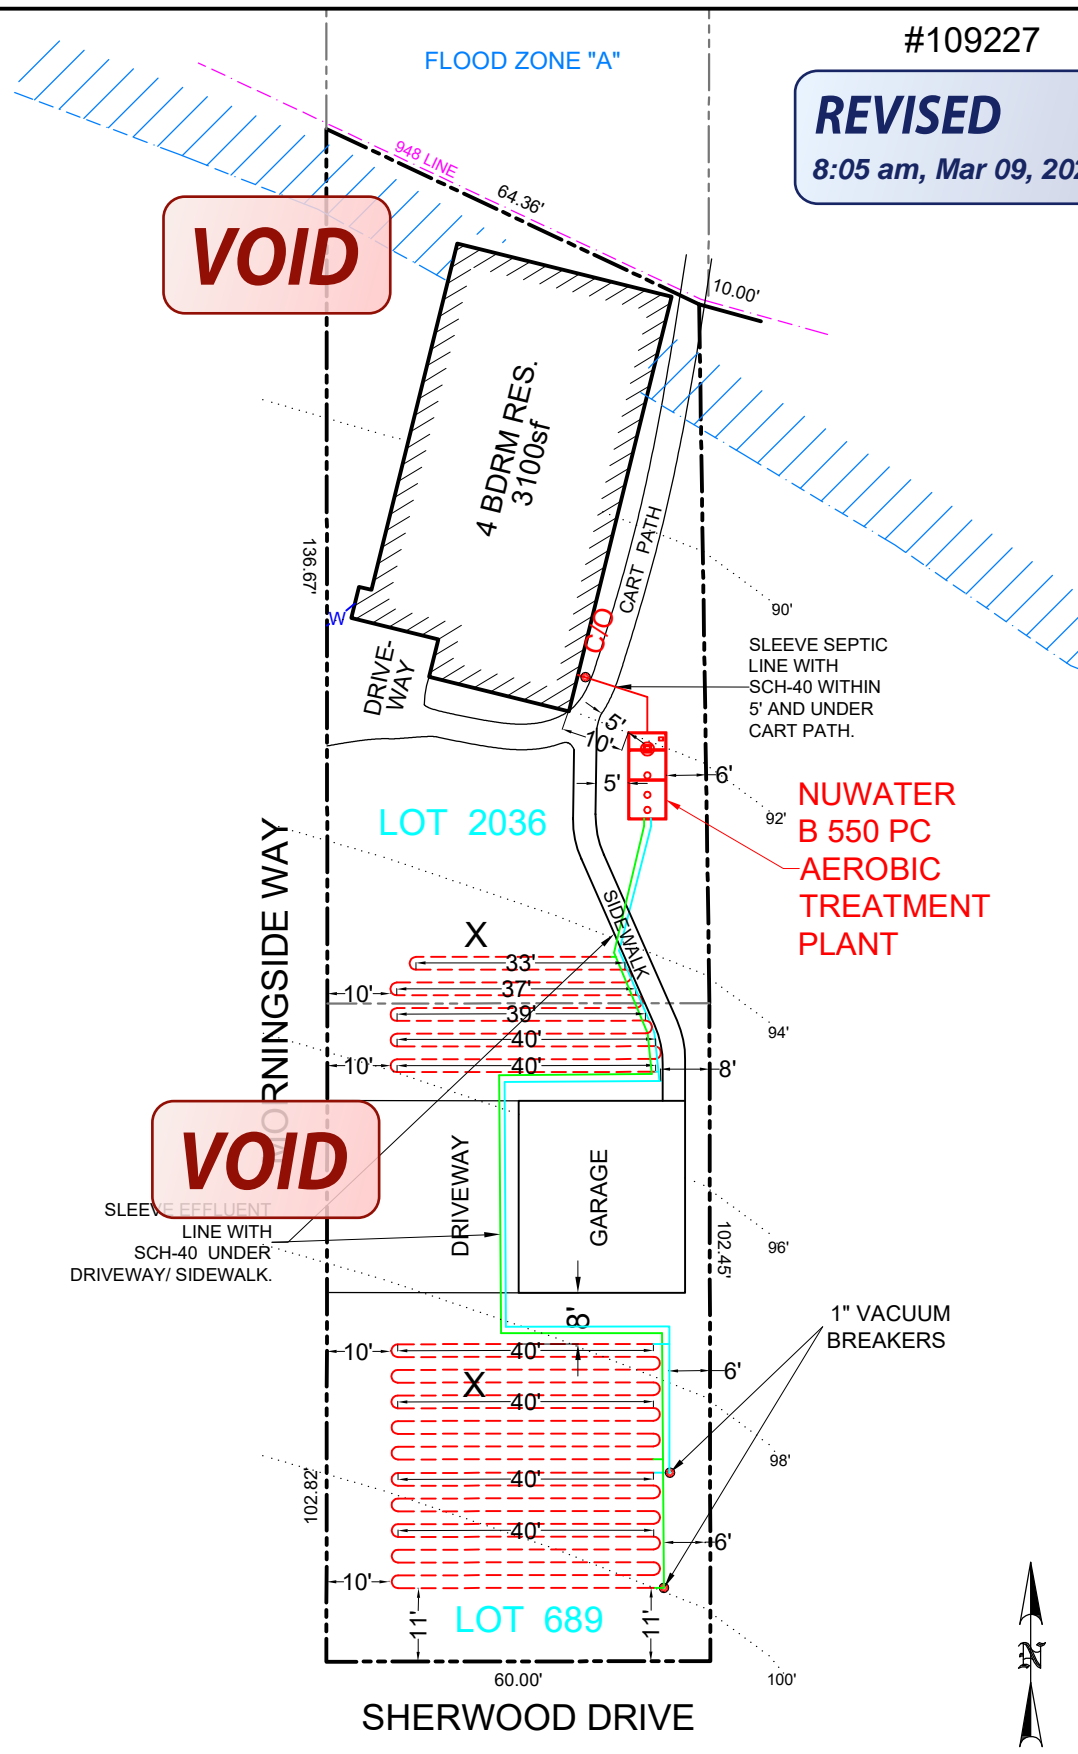 #109227
FLOOD ZONE "A"
REVISED
8:05 am, Mar 09, 202
948 LINE
64.36'
VOID
10.00'
4 BDRM RES.
3100sf
CART PATH
136.67'
90'
C/O
W
SLEEVE SEPTIC
LINE WITH
SCH-40 WITHIN
5' AND UNDER
CART PATH.
DRIVE-
WAY
5'
10'
5'
6'
NUWATER
B 550 PC
AEROBIC
TREATMENT
PLANT
92'
LOT 2036
MORNINGSIDE WAY
SIDEWALK
X
33'
10'
37'
39'
40'
10'
40'
94'
8'
VOID
DRIVEWAY
GARAGE
SLEEVE EFFLUENT
LINE WITH
SCH-40 UNDER
DRIVEWAY/ SIDEWALK.
102.45'
96'
8'
1" VACUUM
BREAKERS
10'
40'
6'
X
40'
98'
40'
102.82'
40'
6'
10'
11'
LOT 689
11'
N
60.00'
100'
SHERWOOD DRIVE